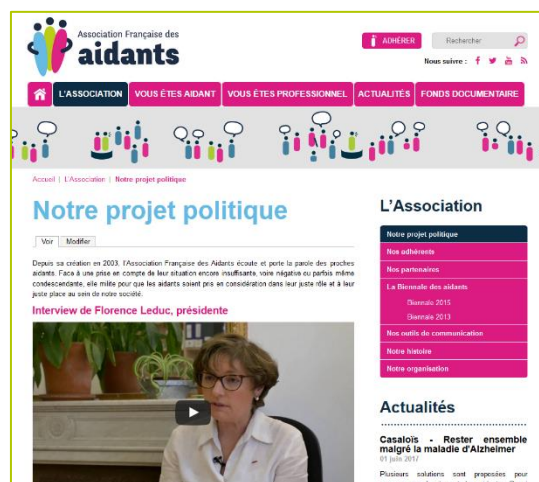 Association Française des
aidants
ADHÉRER
Rechercher
Nous suivre :
L'ASSOCIATION
VOUS ÊTES AIDANT
VOUS ÊTES PROFESSIONNEL
ACTUALITÉS
FONDS DOCUMENTAIRE
Accueil | L'Association | Notre projet politique
Notre projet politique
Voir
Modifier
Depuis sa création en 2003, l'Association Française des Aidants écoute et porte la parole des proches
aidants. Face à une prise en compte de leur situation encore insuffisante, voire négative ou parfois même
condescendante, elle milite pour que les aidants soient pris en considération dans leur juste rôle et à leur
juste place au sein de notre société.
Interview de Florence Leduc, présidente
L'Association
Notre projet politique
Nos adhérents
Nos partenaires
La Biennale des aidants
Biennale 2015
Biennale 2013
Nos outils de communication
Notre histoire
Notre organisation
Actualités
Casaloïs - Rester ensemble
malgré la maladie d'Alzheimer
01 juin 2017
Plusieurs solutions sont proposées pour